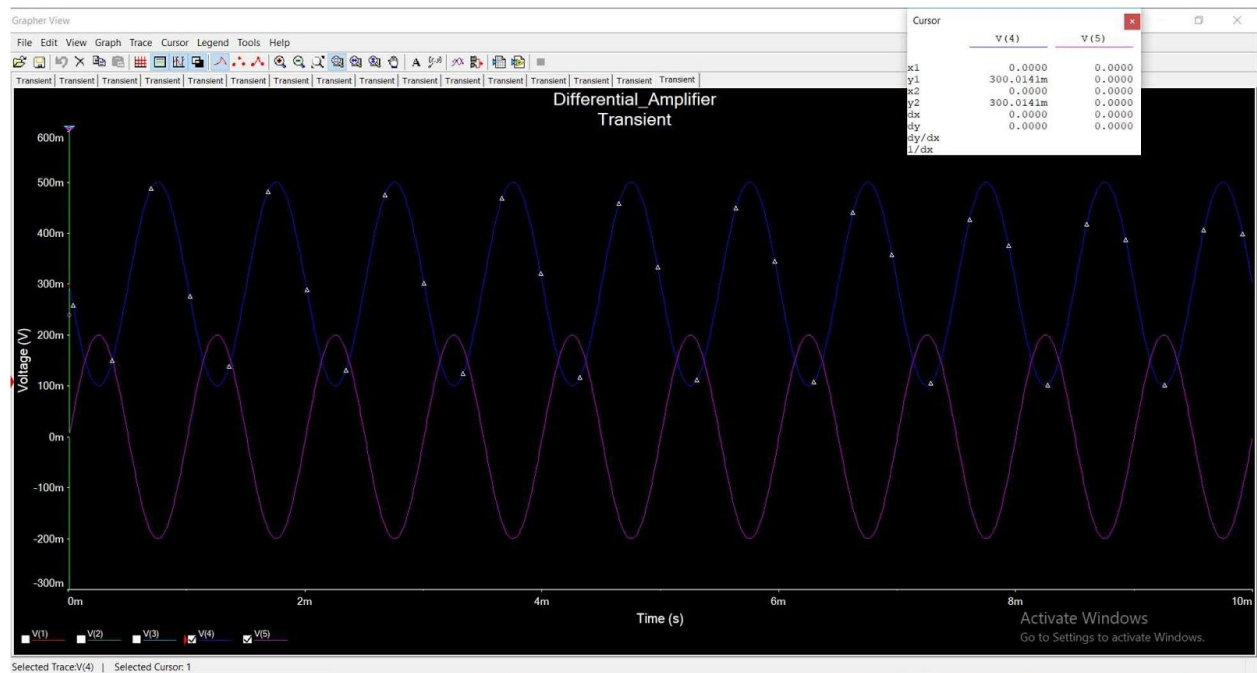 Grapher View
File Edit View Graph Trace Cursor Legend Tools Help
A
Transient Transient Transient Transient Transient Transient Transient Transient Transient Transient Transient Transient Transient Transient Transient Transient
Cursor
V(4) V(5)
x1 0.0000 0.0000
y1 300.0141m 0.0000
x2 0.0000 0.0000
y2 300.0141m 0.0000
dx 0.0000 0.0000
dy 0.0000 0.0000
dy/dx
1/dx
Differential_Amplifier
Transient
600m
500m
400m
300m
200m
100m
0m
-100m
-200m
-300m
Voltage (V)
0m 2m 4m 6m 8m 10m
Time (s)
V(1) V(2) V(3) V(4) V(5)
Activate Windows
Go to Settings to activate Windows.
Selected Trace:V(4) | Selected Cursor: 1